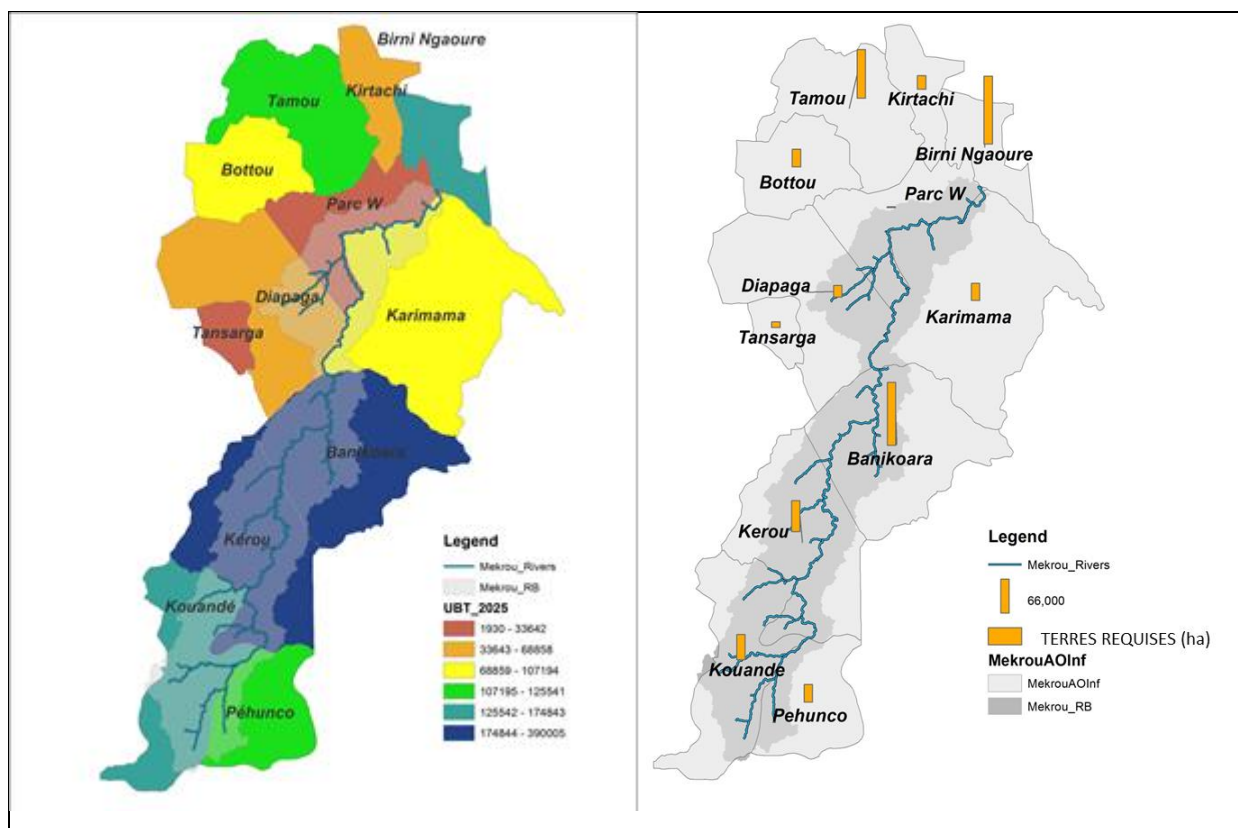 Birni Ngaoure
Kirtachi
Tamou
Bottou
Parc W
Diapaga
Karimama
Tansarga
Banikoara
Kérou
Kouandé
Péhunco
Legend
Mekrou_Rivers
Mekrou_RB
UBT_2025
1930 - 33642
33643 - 68858
68859 - 107194
107195 - 125541
125542 - 174843
174844 - 390005
Tamou
Kirtachi
Birni Ngaoure
Bottou
Parc W
Diapaga
Karimama
Tansarga
Banikoara
Kerou
Kouande
Pehunco
Legend
Mekrou_Rivers
66,000
TERRES REQUISES (ha)
MekrouAOInf
MekrouAOInf
Mekrou_RB